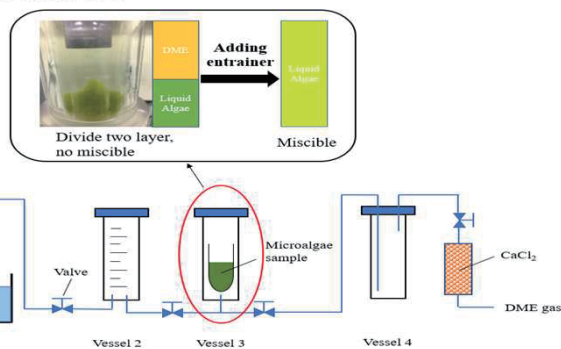 DME
Liquid
Algae
Adding
entrainer
Liquid
Algae
Divide two layer,
no miscible
Miscible
Microalgae
sample
Valve
CaCl₂
DME gas
Vessel 2
Vessel 3
Vessel 4